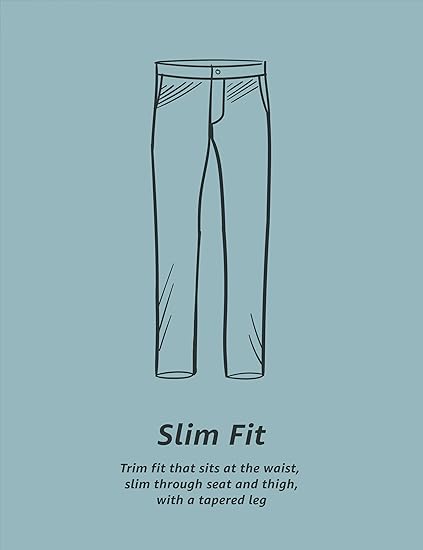 Slim Fit
Trim fit that sits at the waist,
slim through seat and thigh,
with a tapered leg